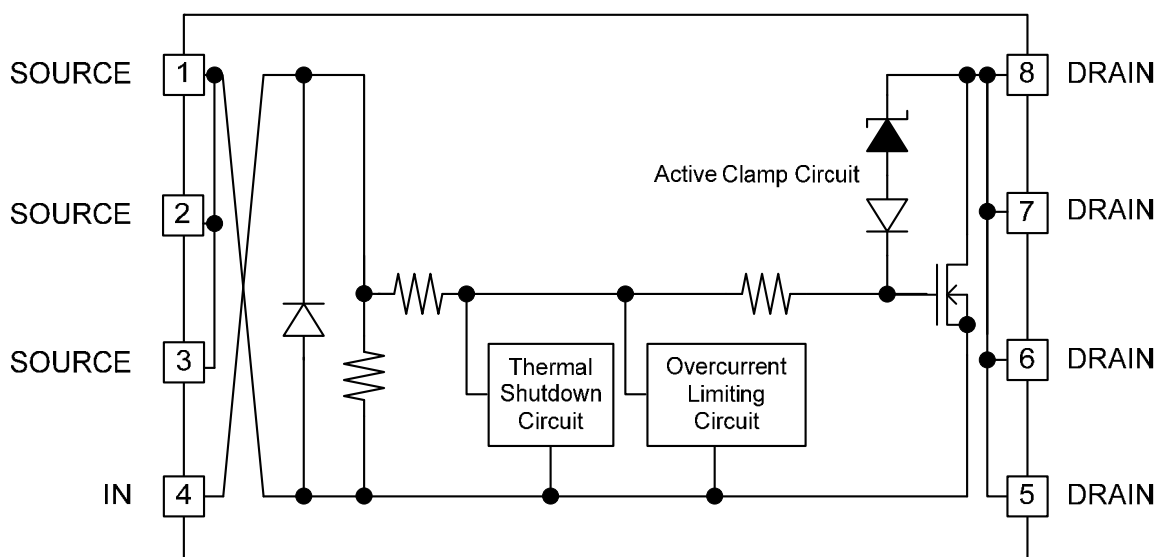 SOURCE 1
8 DRAIN
Active Clamp Circuit
SOURCE 2
7 DRAIN
SOURCE 3
Thermal
Shutdown
Circuit
Overcurrent
Limiting
Circuit
6 DRAIN
IN 4
5 DRAIN